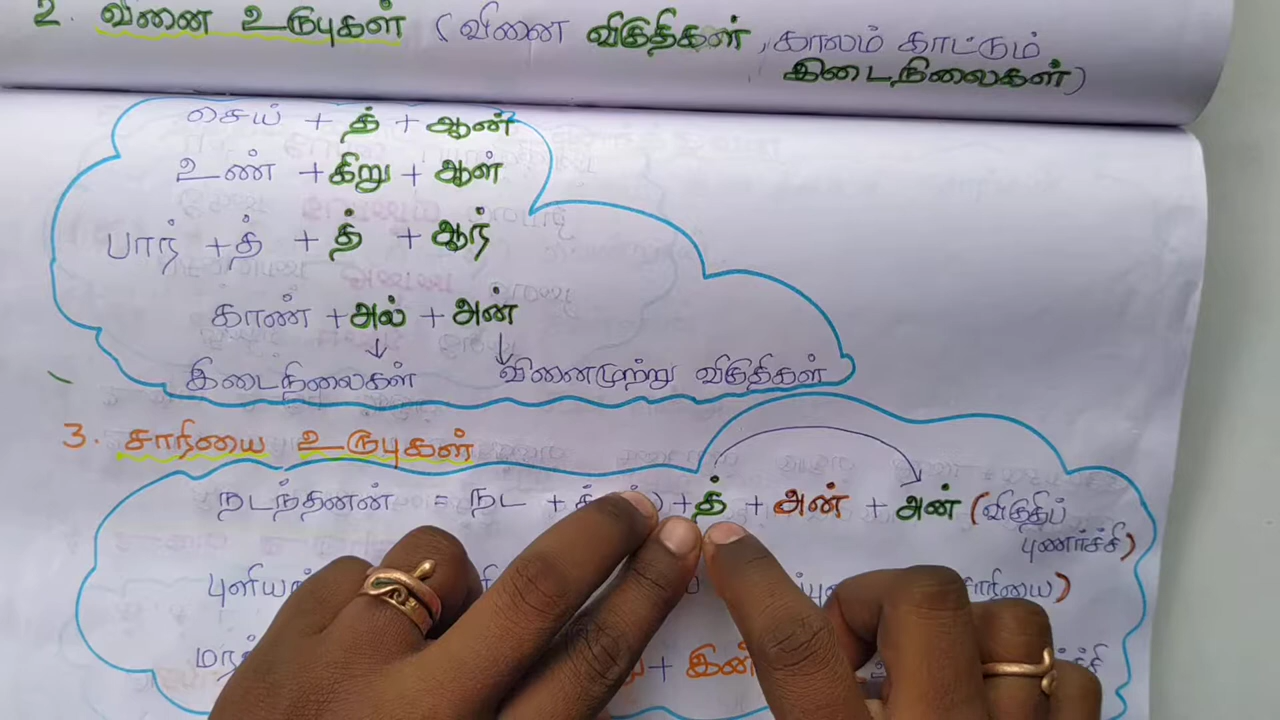 2. வினை உருபுகள் (வினை விகுதிகள், காலம் காட்டும்
இடைநிலைகள்)
செய் + த் + ஆன்
உண் + கிறு + ஆள்
பார் + த் + த் + ஆர்
காண் + அல் + அன்
இடைநிலைகள் வினைமுற்று விகுதிகள்
3. சாரியை உருபுகள்
நடந்தனன் = நட + + த் + அன் + அன் (விகுதிப்
புணர்ச்சி)
சாரியை)
+ இன்